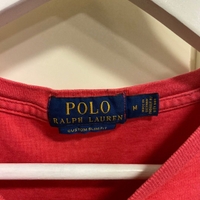 POLO
RALPH LAUREN
CUSTOM SLIM FIT
M